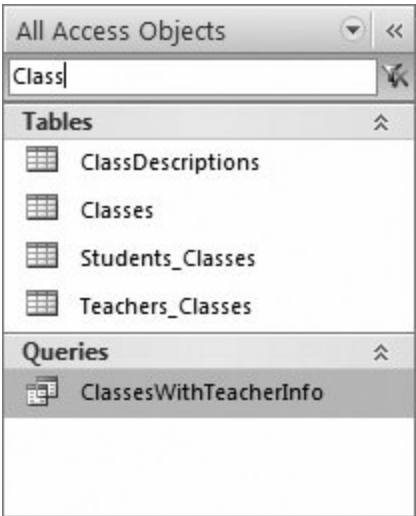 All Access Objects
Class
Tables
ClassDescriptions
Classes
Students_Classes
Teachers_Classes
Queries
ClassesWithTeacherInfo